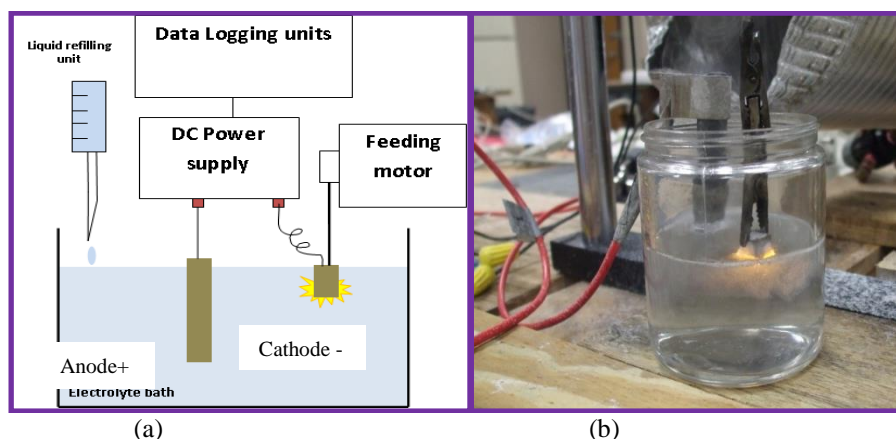 Data Logging units
Liquid refilling
unit
DC Power
supply
Feeding
motor
Anode+
Cathode -
Electrolyte bath
(a)
(b)